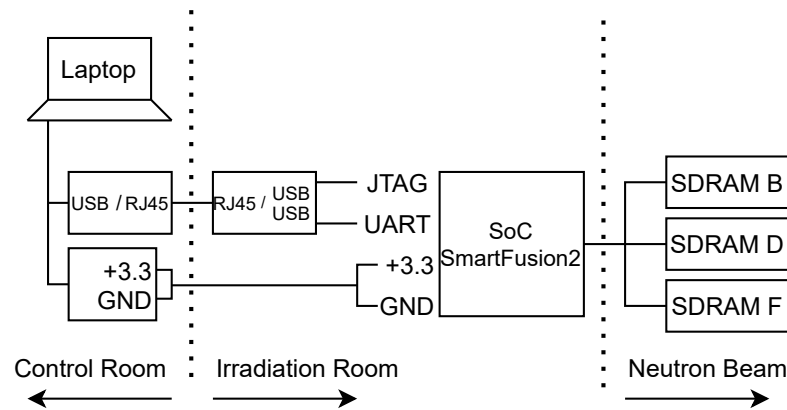 Laptop
USB / RJ45
RJ45 / USB
USB
JTAG
UART
+3.3
GND
+3.3
GND
SoC
SmartFusion2
SDRAM B
SDRAM D
SDRAM F
Control Room
Irradiation Room
Neutron Beam